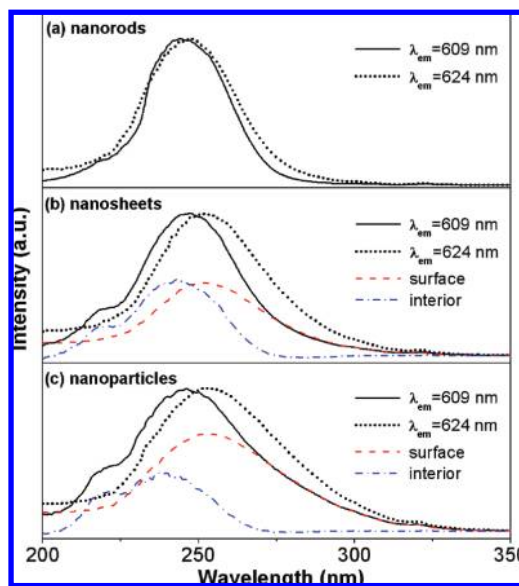 (a) nanorods
λem=609 nm
λem=624 nm
(b) nanosheets
λem=609 nm
λem=624 nm
surface
interior
(c) nanoparticles
λem=609 nm
λem=624 nm
surface
interior
Intensity (a.u.)
200 250 300 350
Wavelength (nm)